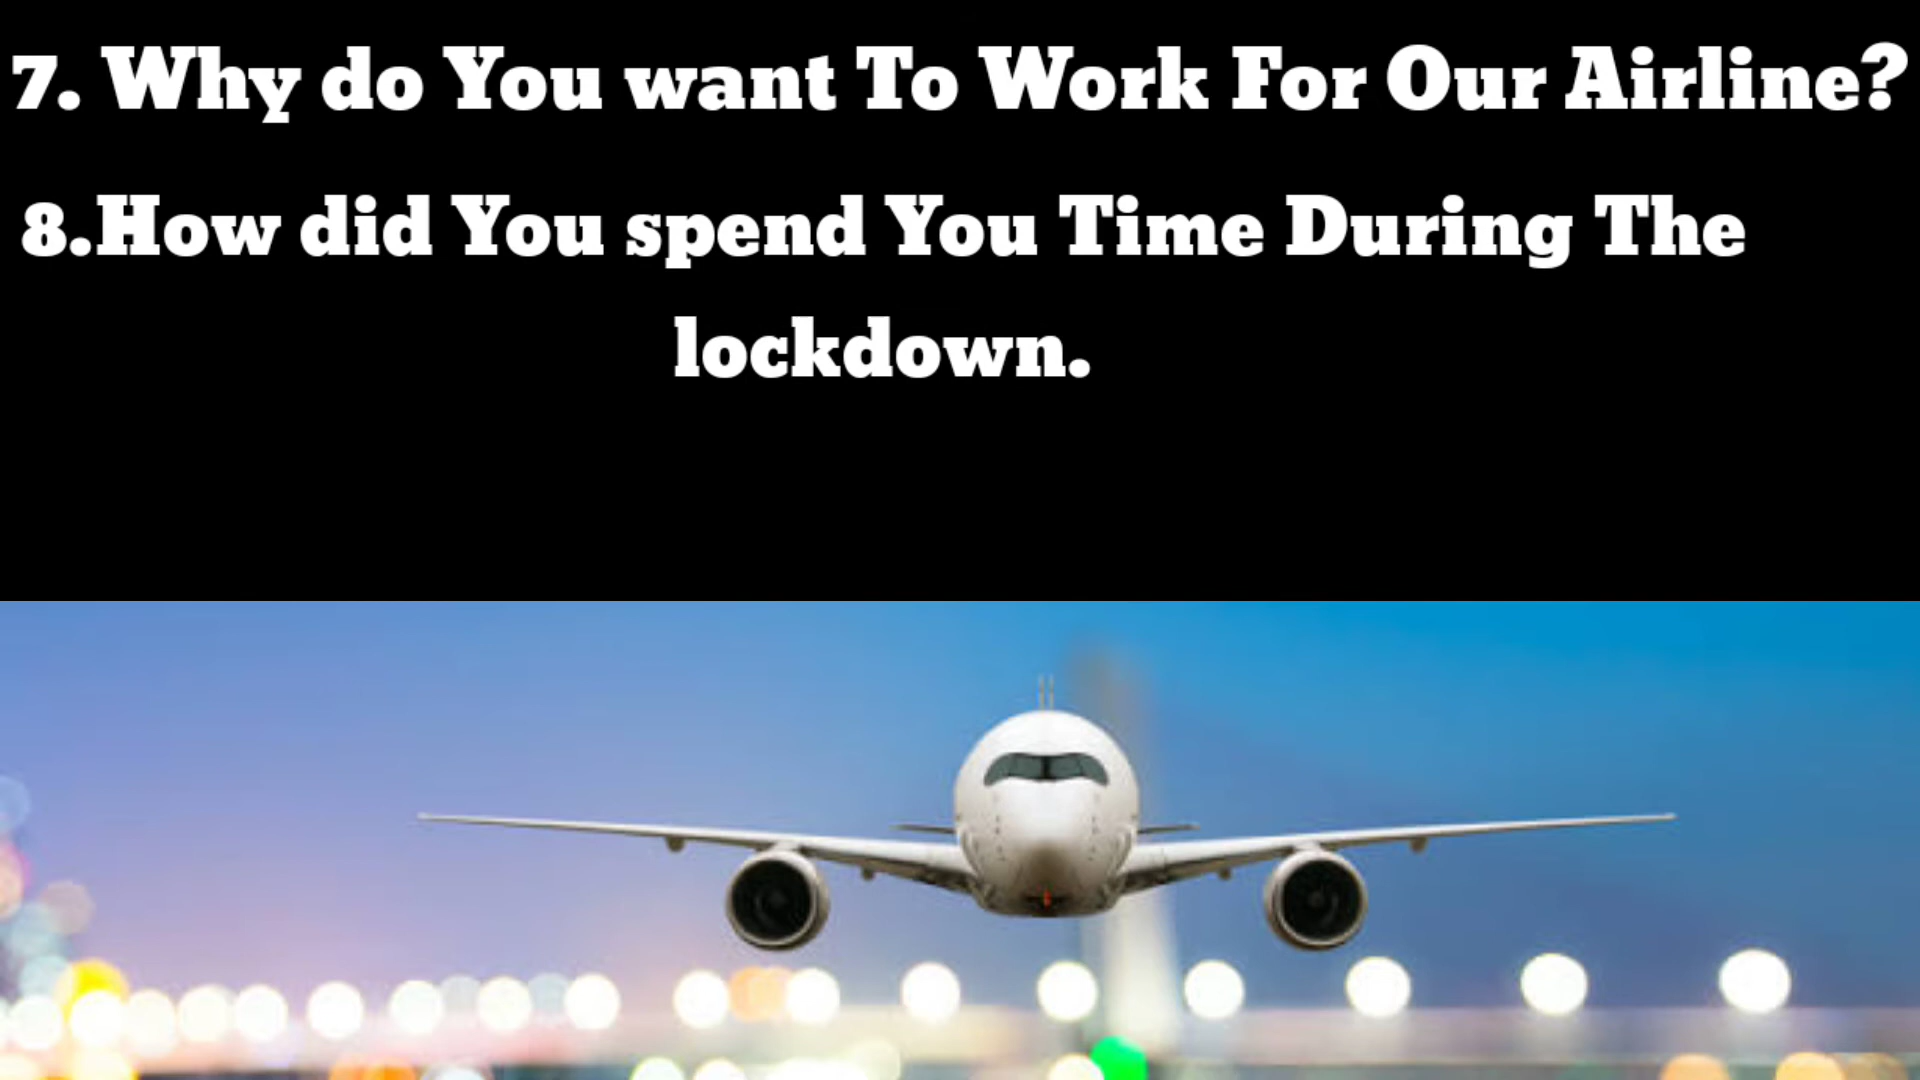 7. Why do You want To Work For Our Airline?
8.How did You spend You Time During The
lockdown.